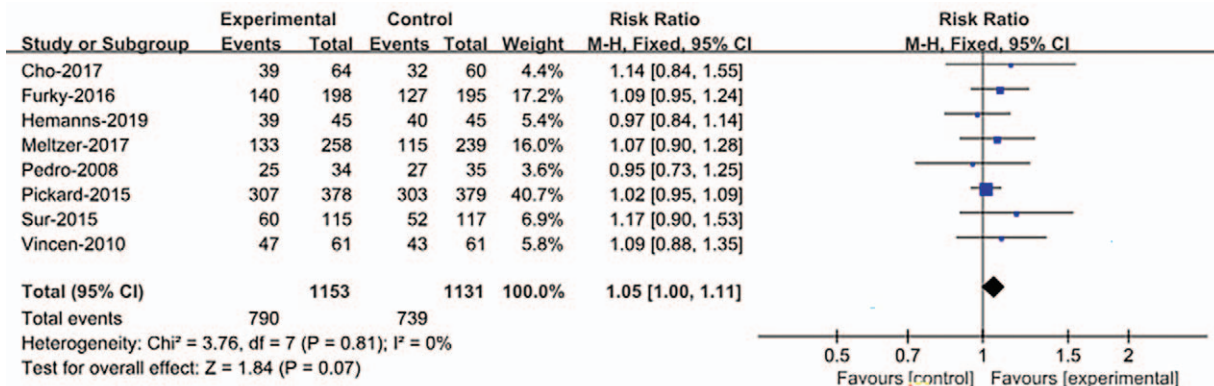 Experimental Control Risk Ratio Risk Ratio
Study or Subgroup Events Total Events Total Weight M-H, Fixed, 95% CI M-H, Fixed, 95% CI
Cho-2017 39 64 32 60 4.4% 1.14 [0.84, 1.55]
Furky-2016 140 198 127 195 17.2% 1.09 [0.95, 1.24]
Hemanns-2019 39 45 40 45 5.4% 0.97 [0.84, 1.14]
Meltzer-2017 133 258 115 239 16.0% 1.07 [0.90, 1.28]
Pedro-2008 25 34 27 35 3.6% 0.95 [0.73, 1.25]
Pickard-2015 307 378 303 379 40.7% 1.02 [0.95, 1.09]
Sur-2015 60 115 52 117 6.9% 1.17 [0.90, 1.53]
Vincen-2010 47 61 43 61 5.8% 1.09 [0.88, 1.35]
Total (95% CI) 1153 1131 100.0% 1.05 [1.00, 1.11]
Total events 790 739
Heterogeneity: Chi² = 3.76, df = 7 (P = 0.81); I² = 0%
Test for overall effect: Z = 1.84 (P = 0.07)
0.5 0.7 1 1.5 2
Favours [control] Favours [experimental]